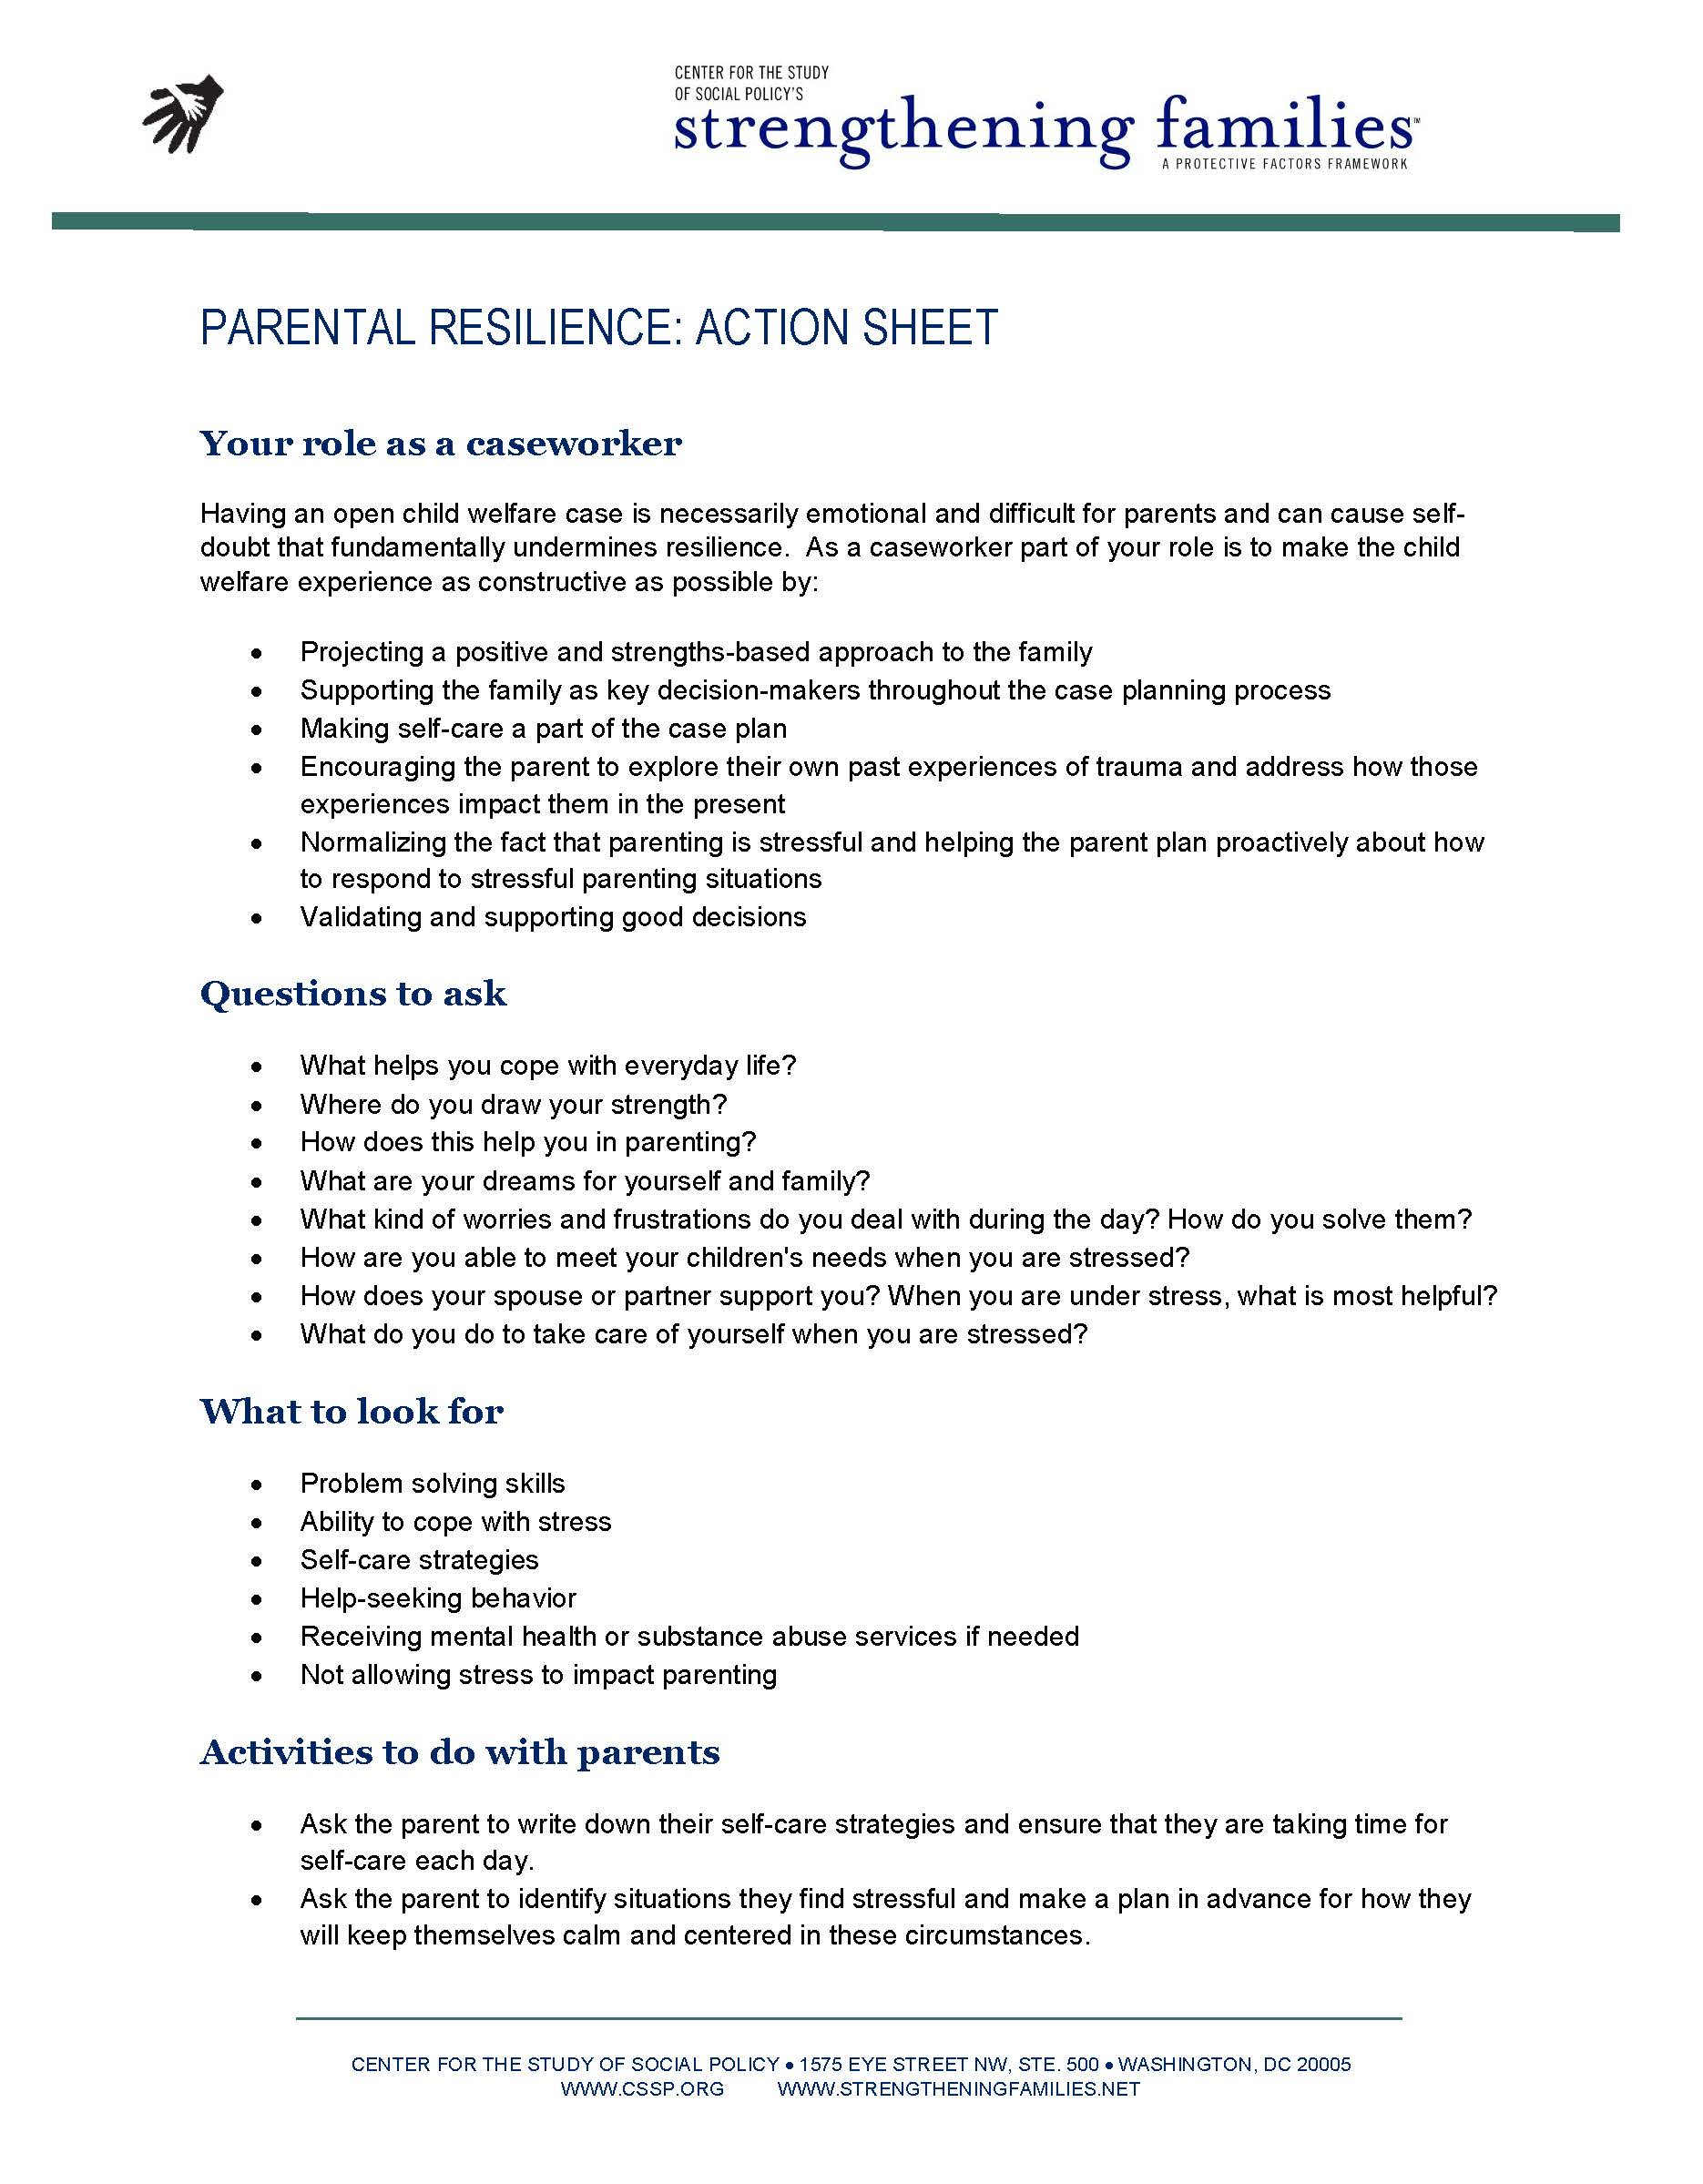 CENTER FOR THE STUDY
OF SOCIAL POLICY'S
strengthening families™
A PROTECTIVE FACTORS FRAMEWORK
PARENTAL RESILIENCE: ACTION SHEET
Your role as a caseworker
Having an open child welfare case is necessarily emotional and difficult for parents and can cause self-
doubt that fundamentally undermines resilience.  As a caseworker part of your role is to make the child
welfare experience as constructive as possible by:
• Projecting a positive and strengths-based approach to the family
• Supporting the family as key decision-makers throughout the case planning process
• Making self-care a part of the case plan
• Encouraging the parent to explore their own past experiences of trauma and address how those
experiences impact them in the present
• Normalizing the fact that parenting is stressful and helping the parent plan proactively about how
to respond to stressful parenting situations
• Validating and supporting good decisions
Questions to ask
• What helps you cope with everyday life?
• Where do you draw your strength?
• How does this help you in parenting?
• What are your dreams for yourself and family?
• What kind of worries and frustrations do you deal with during the day? How do you solve them?
• How are you able to meet your children's needs when you are stressed?
• How does your spouse or partner support you? When you are under stress, what is most helpful?
• What do you do to take care of yourself when you are stressed?
What to look for
• Problem solving skills
• Ability to cope with stress
• Self-care strategies
• Help-seeking behavior
• Receiving mental health or substance abuse services if needed
• Not allowing stress to impact parenting
Activities to do with parents
• Ask the parent to write down their self-care strategies and ensure that they are taking time for
self-care each day.
• Ask the parent to identify situations they find stressful and make a plan in advance for how they
will keep themselves calm and centered in these circumstances.
CENTER FOR THE STUDY OF SOCIAL POLICY • 1575 EYE STREET NW, STE. 500 • WASHINGTON, DC 20005
WWW.CSSP.ORG WWW.STRENGTHENINGFAMILIES.NET